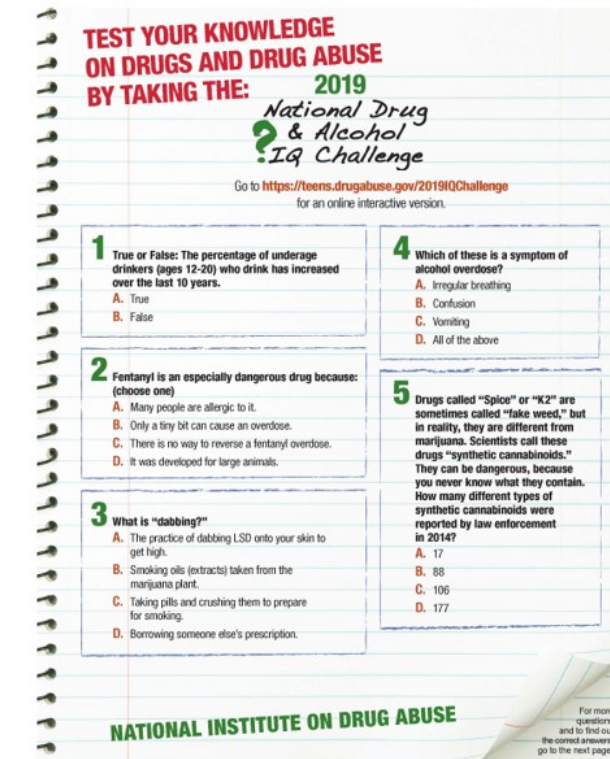 TEST YOUR KNOWLEDGE
ON DRUGS AND DRUG ABUSE
BY TAKING THE:
2019
National Drug
& Alcohol
? IQ Challenge
Go to https://teens.drugabuse.gov/2019IQChallenge
for an online interactive version.
1 True or False: The percentage of underage
drinkers (ages 12-20) who drink has increased
over the last 10 years.
A. True
B. False
2 Fentanyl is an especially dangerous drug because:
(choose one)
A. Many people are allergic to it.
B. Only a tiny bit can cause an overdose.
C. There is no way to reverse a fentanyl overdose.
D. It was developed for large animals.
3 What is “dabbing?”
A. The practice of dabbing LSD onto your skin to
get high.
B. Smoking oils (extracts) taken from the
marijuana plant.
C. Taking pills and crushing them to prepare
for smoking.
D. Borrowing someone else’s prescription.
4 Which of these is a symptom of
alcohol overdose?
A. Irregular breathing
B. Confusion
C. Vomiting
D. All of the above
5 Drugs called “Spice” or “K2” are
sometimes called “fake weed,” but
in reality, they are different from
marijuana. Scientists call these
drugs “synthetic cannabinoids.”
They can be dangerous, because
you never know what they contain.
How many different types of
synthetic cannabinoids were
reported by law enforcement
in 2014?
A. 17
B. 88
C. 106
D. 177
NATIONAL INSTITUTE ON DRUG ABUSE
For mor
question
and to find ou
the correct answers
go to the next page